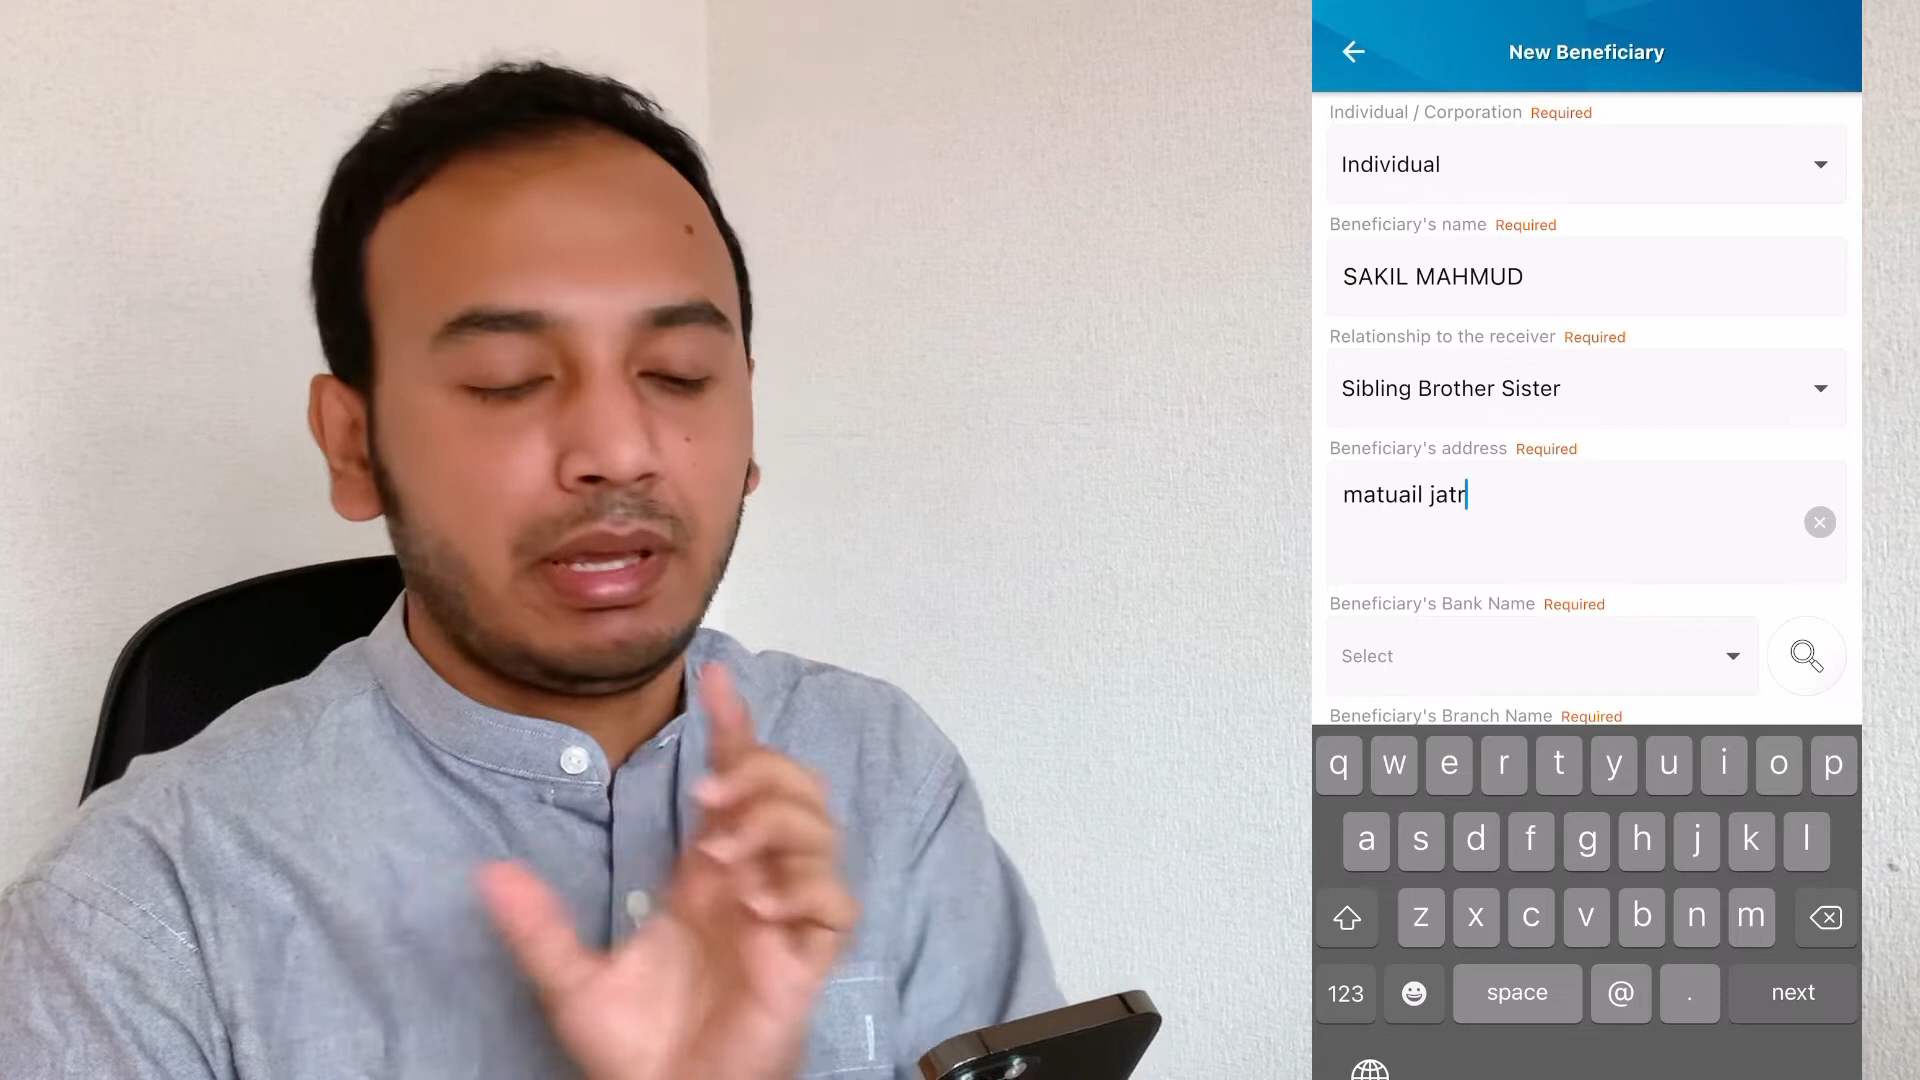 New Beneficiary
Individual / Corporation Required
Individual
Beneficiary's name Required
SAKIL MAHMUD
Relationship to the receiver Required
Sibling Brother Sister
Beneficiary's address Required
matuail jatr
Beneficiary's Bank Name Required
Select
Beneficiary's Branch Name Required
q w e r t y u i o p
a s d f g h j k l
z x c v b n m
123 space @ . next